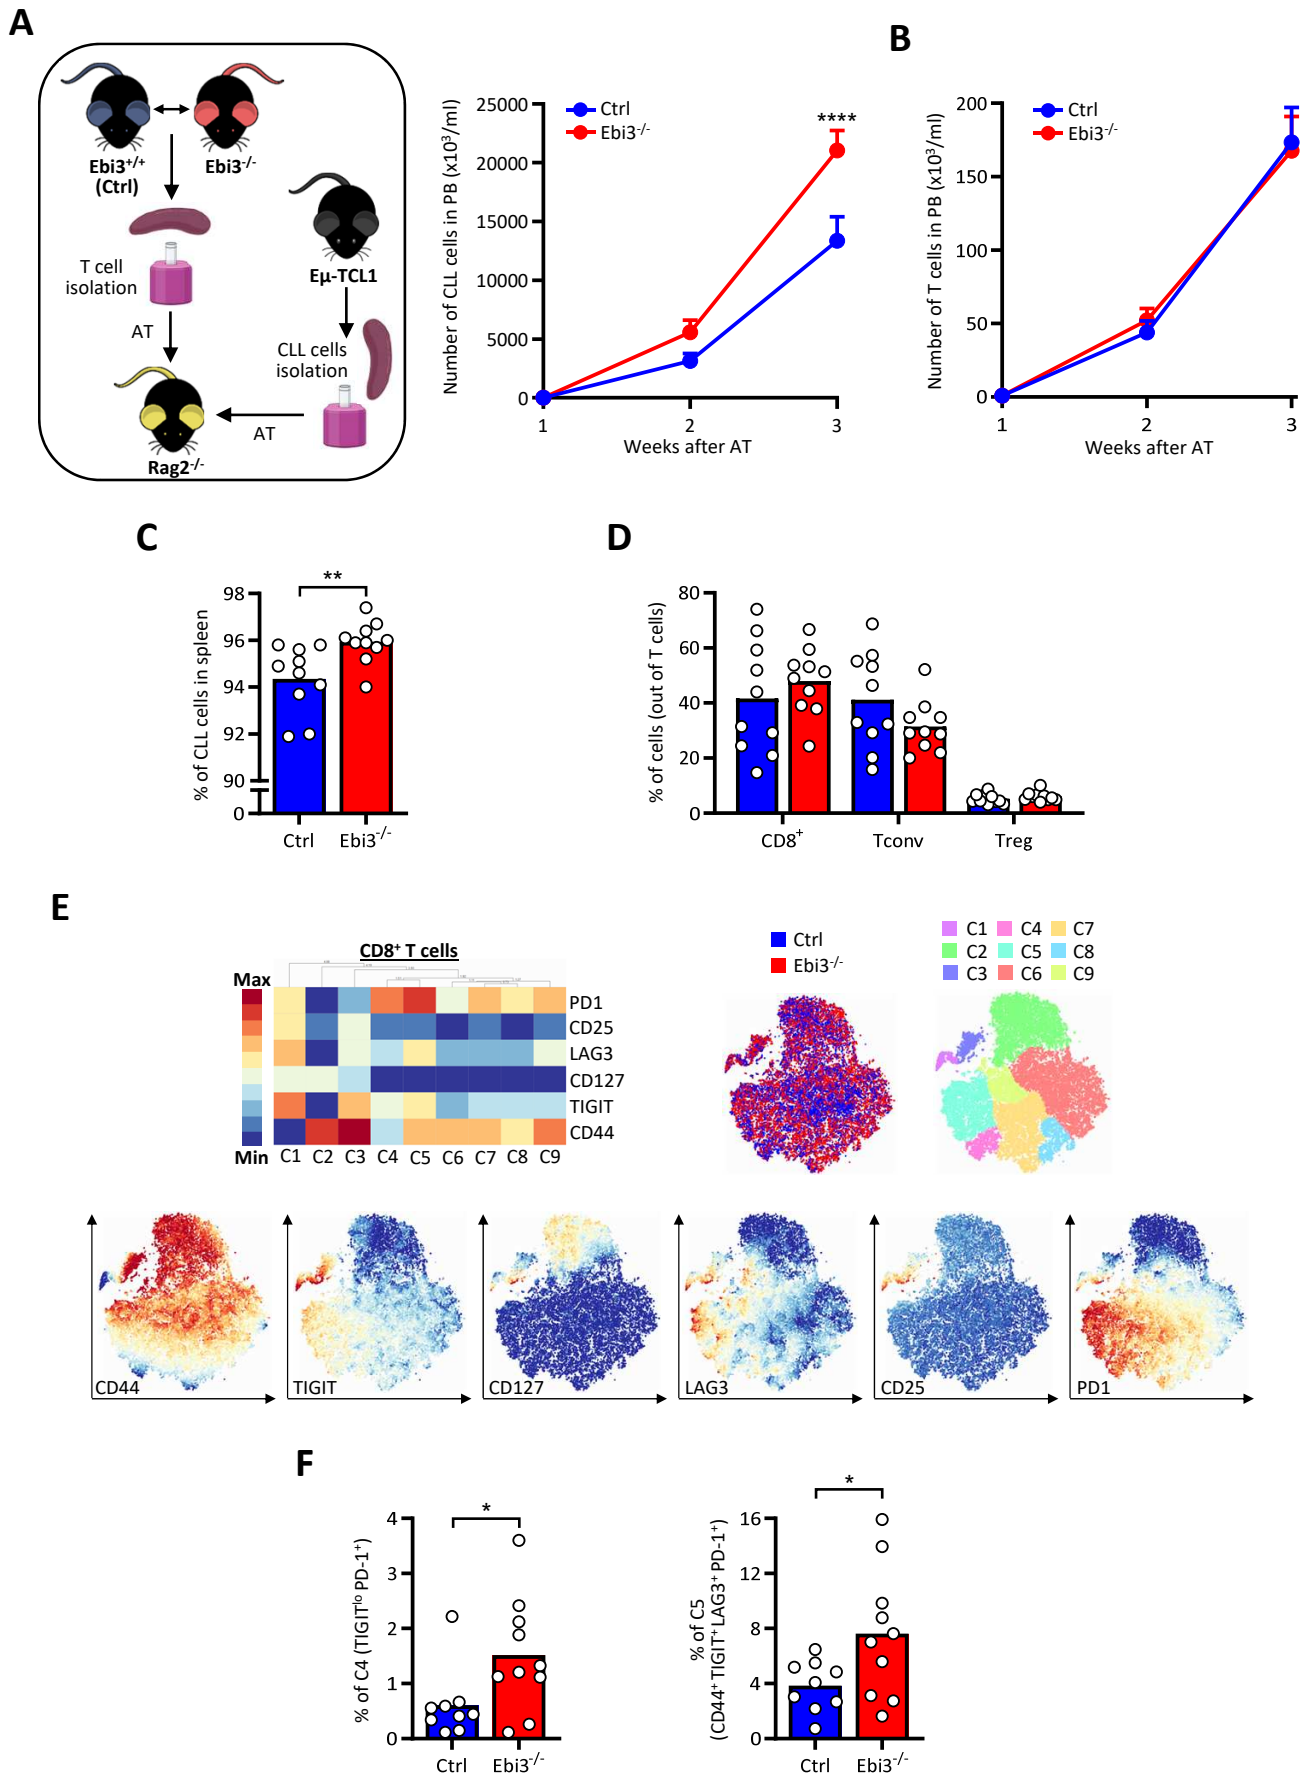 A
Ebi3+/+
(Ctrl)
Ebi3-/-
T cell
isolation
Eµ-TCL1
AT
CLL cells
isolation
AT
Rag2-/-
Number of CLL cells in PB (x10³/ml)
25000
20000
15000
10000
5000
0
Ctrl
Ebi3-/-
****
1 2 3
Weeks after AT
B
Number of T cells in PB (x10³/ml)
200
150
100
50
0
Ctrl
Ebi3-/-
1 2 3
Weeks after AT
C
% of CLL cells in spleen
98
96
94
92
90
0
**
Ctrl Ebi3-/-
D
% of cells (out of T cells)
80
60
40
20
0
CD8+ Tconv Treg
E
CD8+ T cells
Max
Min
PD1
CD25
LAG3
CD127
TIGIT
CD44
C1 C2 C3 C4 C5 C6 C7 C8 C9
Ctrl
Ebi3-/-
C1 C4 C7
C2 C5 C8
C3 C6 C9
CD44
TIGIT
CD127
LAG3
CD25
PD1
F
% of C4 (TIGITlo PD-1+)
4
3
2
1
0
*
Ctrl Ebi3-/-
% of C5
(CD44+ TIGIT+ LAG3+ PD-1+)
16
12
8
4
0
*
Ctrl Ebi3-/-